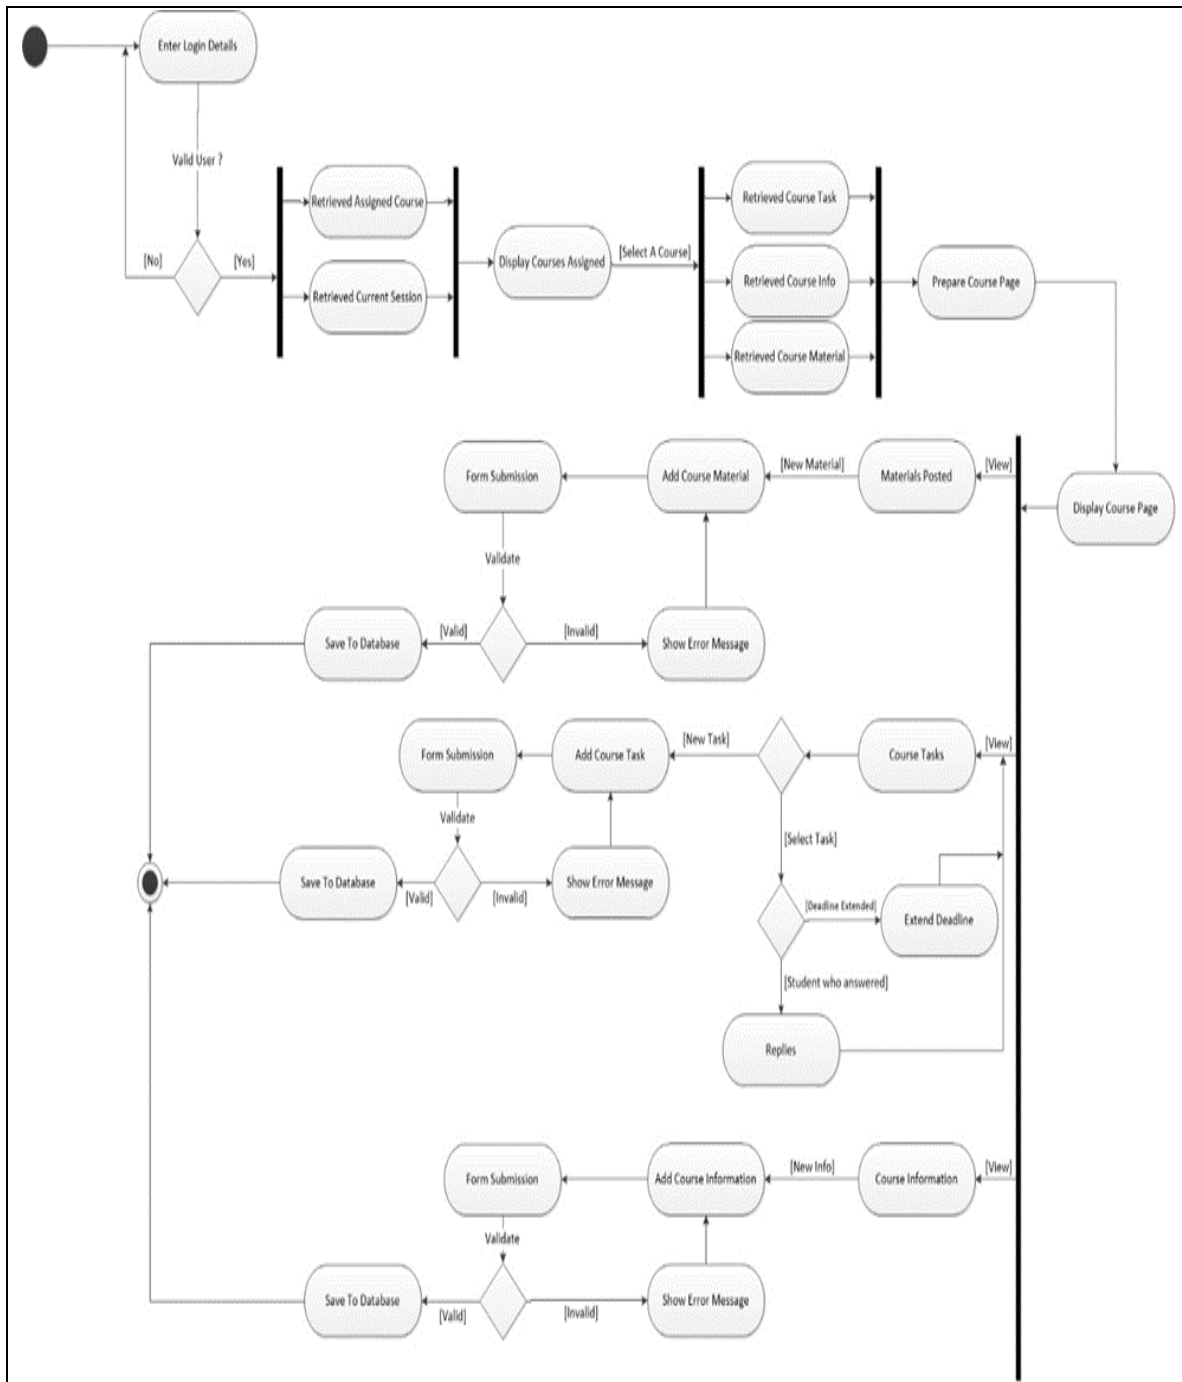 Enter Login Details
Valid User ?
[No]
[Yes]
Retrieved Assigned Course
Retrieved Current Session
Display Courses Assigned
[Select A Course]
Retrieved Course Task
Retrieved Course Info
Retrieved Course Material
Prepare Course Page
Display Course Page
[View]
Materials Posted
[New Material]
Add Course Material
Form Submission
Validate
[Valid]
[Invalid]
Save To Database
Show Error Message
[View]
Course Tasks
[New Task]
Add Course Task
Form Submission
Validate
[Select Task]
Save To Database
[Valid]
[Invalid]
Show Error Message
[Deadline Extended]
Extend Deadline
[Student who answered]
Replies
[View]
Course Information
[New Info]
Add Course Information
Form Submission
Validate
Save To Database
[Valid]
[Invalid]
Show Error Message